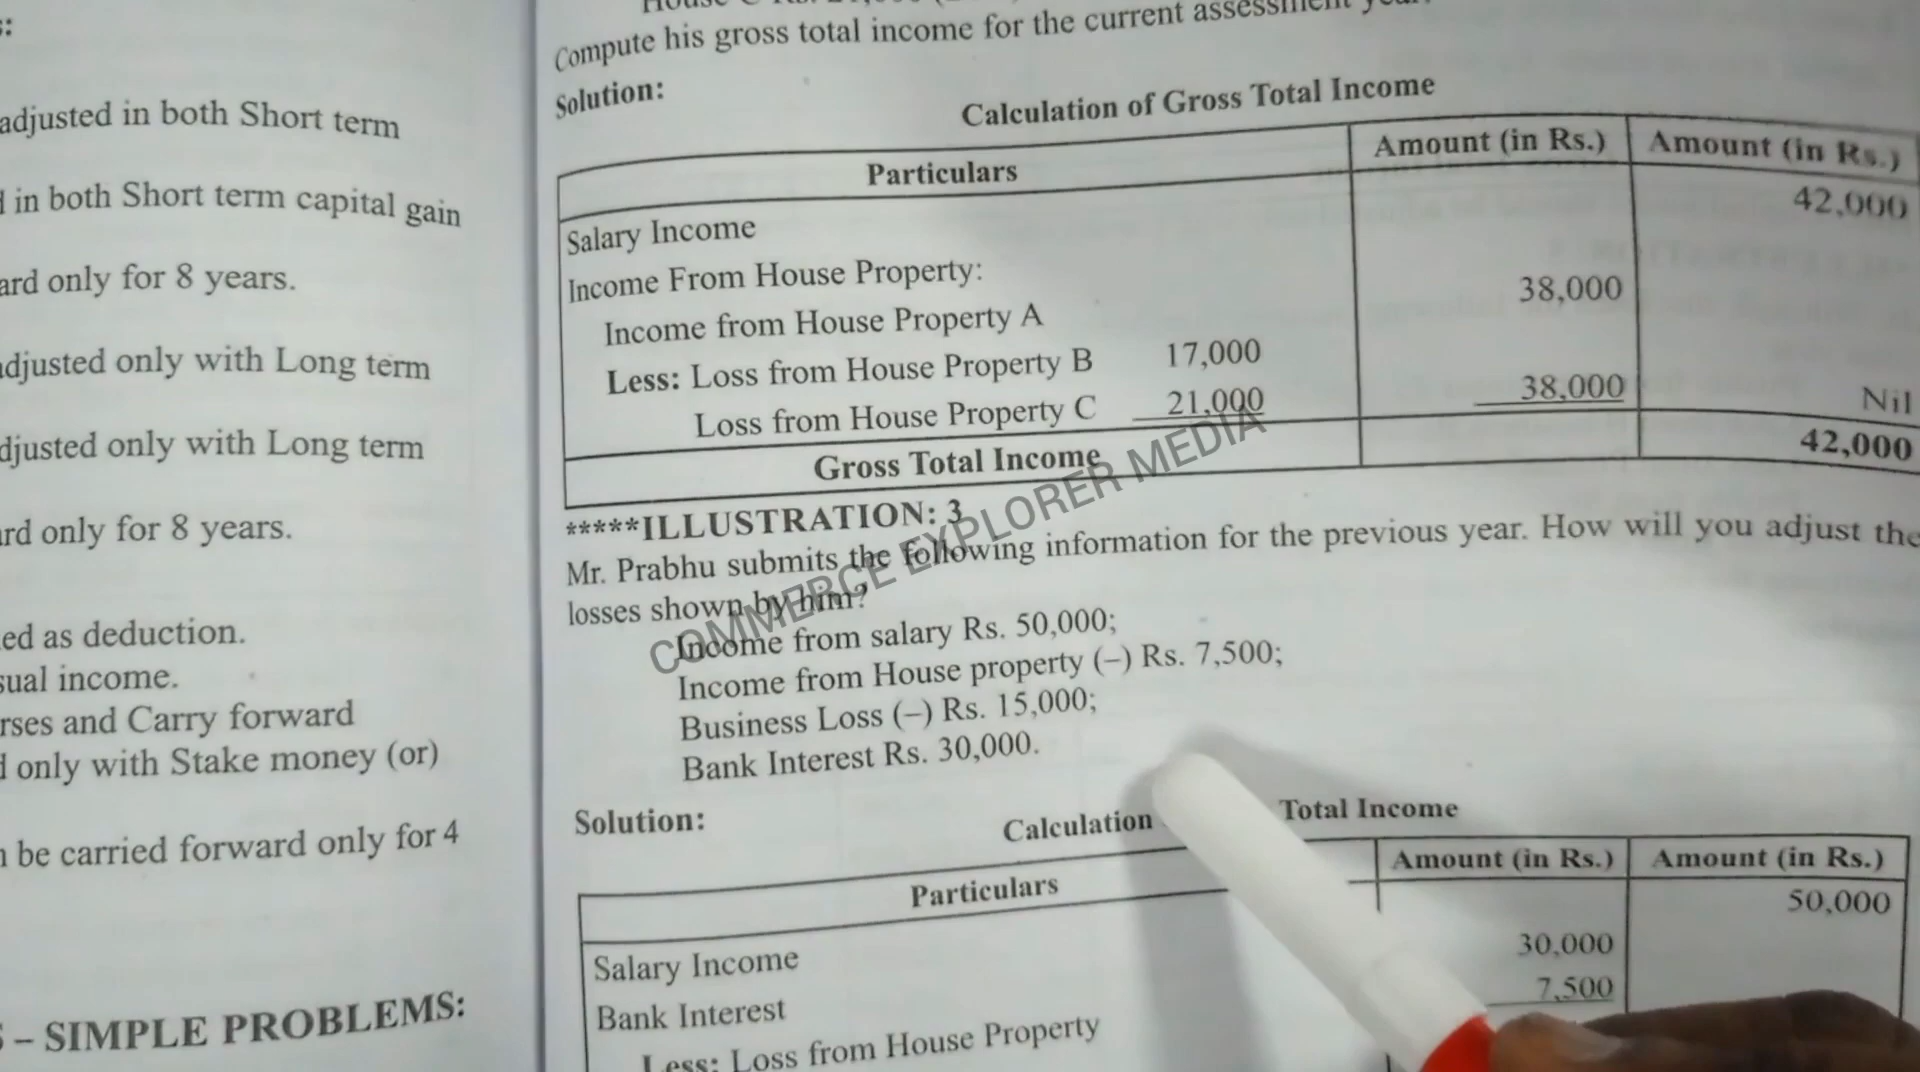 s:
adjusted in both Short term
in both Short term capital gain
ard only for 8 years.
adjusted only with Long term
djusted only with Long term
ard only for 8 years.
ed as deduction.
sual income.
rses and Carry forward
only with Stake money (or)
be carried forward only for 4
– SIMPLE PROBLEMS:
Compute his gross total income for the current assessment year.
Solution:
Calculation of Gross Total Income
Particulars Amount (in Rs.) Amount (in Rs.)
Salary Income 42,000
Income From House Property:
Income from House Property A 38,000
Less: Loss from House Property B 17,000
Loss from House Property C 21,000 38,000 Nil
Gross Total Income 42,000
*****ILLUSTRATION: 3
Mr. Prabhu submits the following information for the previous year. How will you adjust the
losses shown by him?
Income from salary Rs. 50,000;
Income from House property (–) Rs. 7,500;
Business Loss (–) Rs. 15,000;
Bank Interest Rs. 30,000.
COMMERCE EXPLORER MEDIA
Solution:
Calculation Total Income
Particulars Amount (in Rs.) Amount (in Rs.)
Salary Income 50,000
Bank Interest 30,000
Less: Loss from House Property 7,500